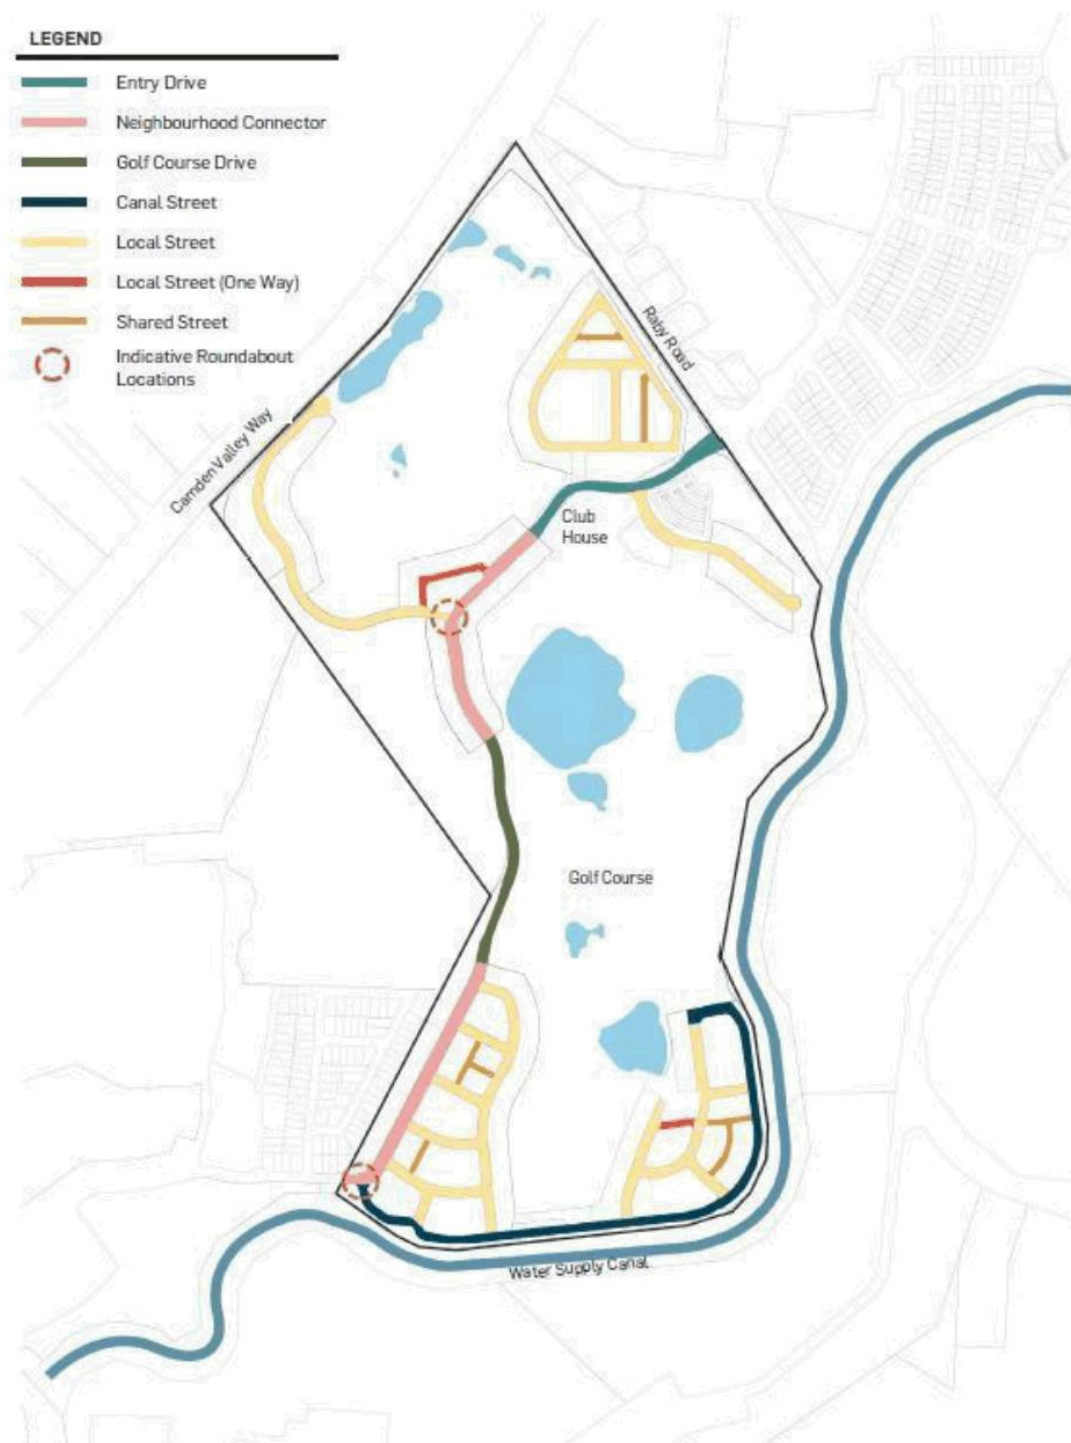 LEGEND
Entry Drive
Neighbourhood Connector
Golf Course Drive
Canal Street
Local Street
Local Street (One Way)
Shared Street
Indicative Roundabout
Locations
Raby Road
Camden Valley Way
Club
House
Golf Course
Water Supply Canal